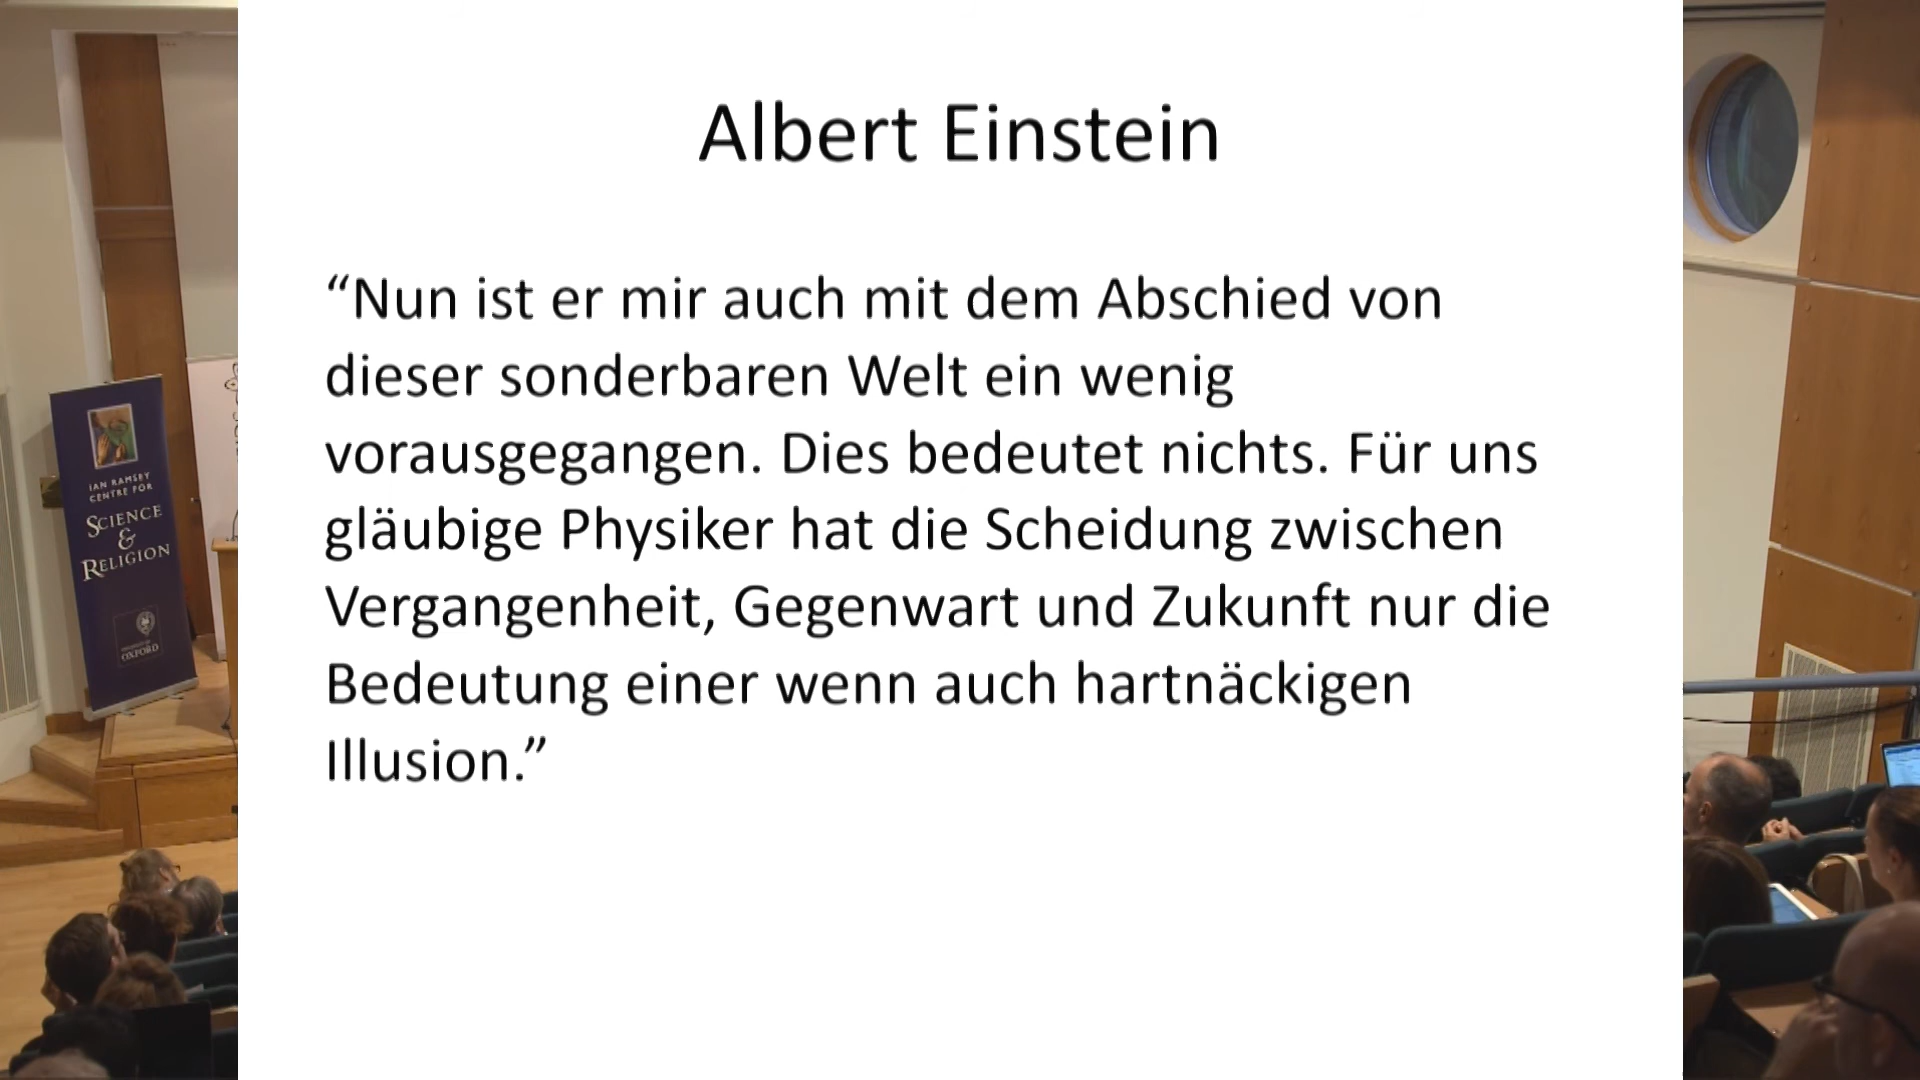 Albert Einstein
“Nun ist er mir auch mit dem Abschied von
dieser sonderbaren Welt ein wenig
vorausgegangen. Dies bedeutet nichts. Für uns
gläubige Physiker hat die Scheidung zwischen
Vergangenheit, Gegenwart und Zukunft nur die
Bedeutung einer wenn auch hartnäckigen
Illusion.”
IAN RAMSEY
CENTRE FOR
SCIENCE
&
RELIGION
OXFORD